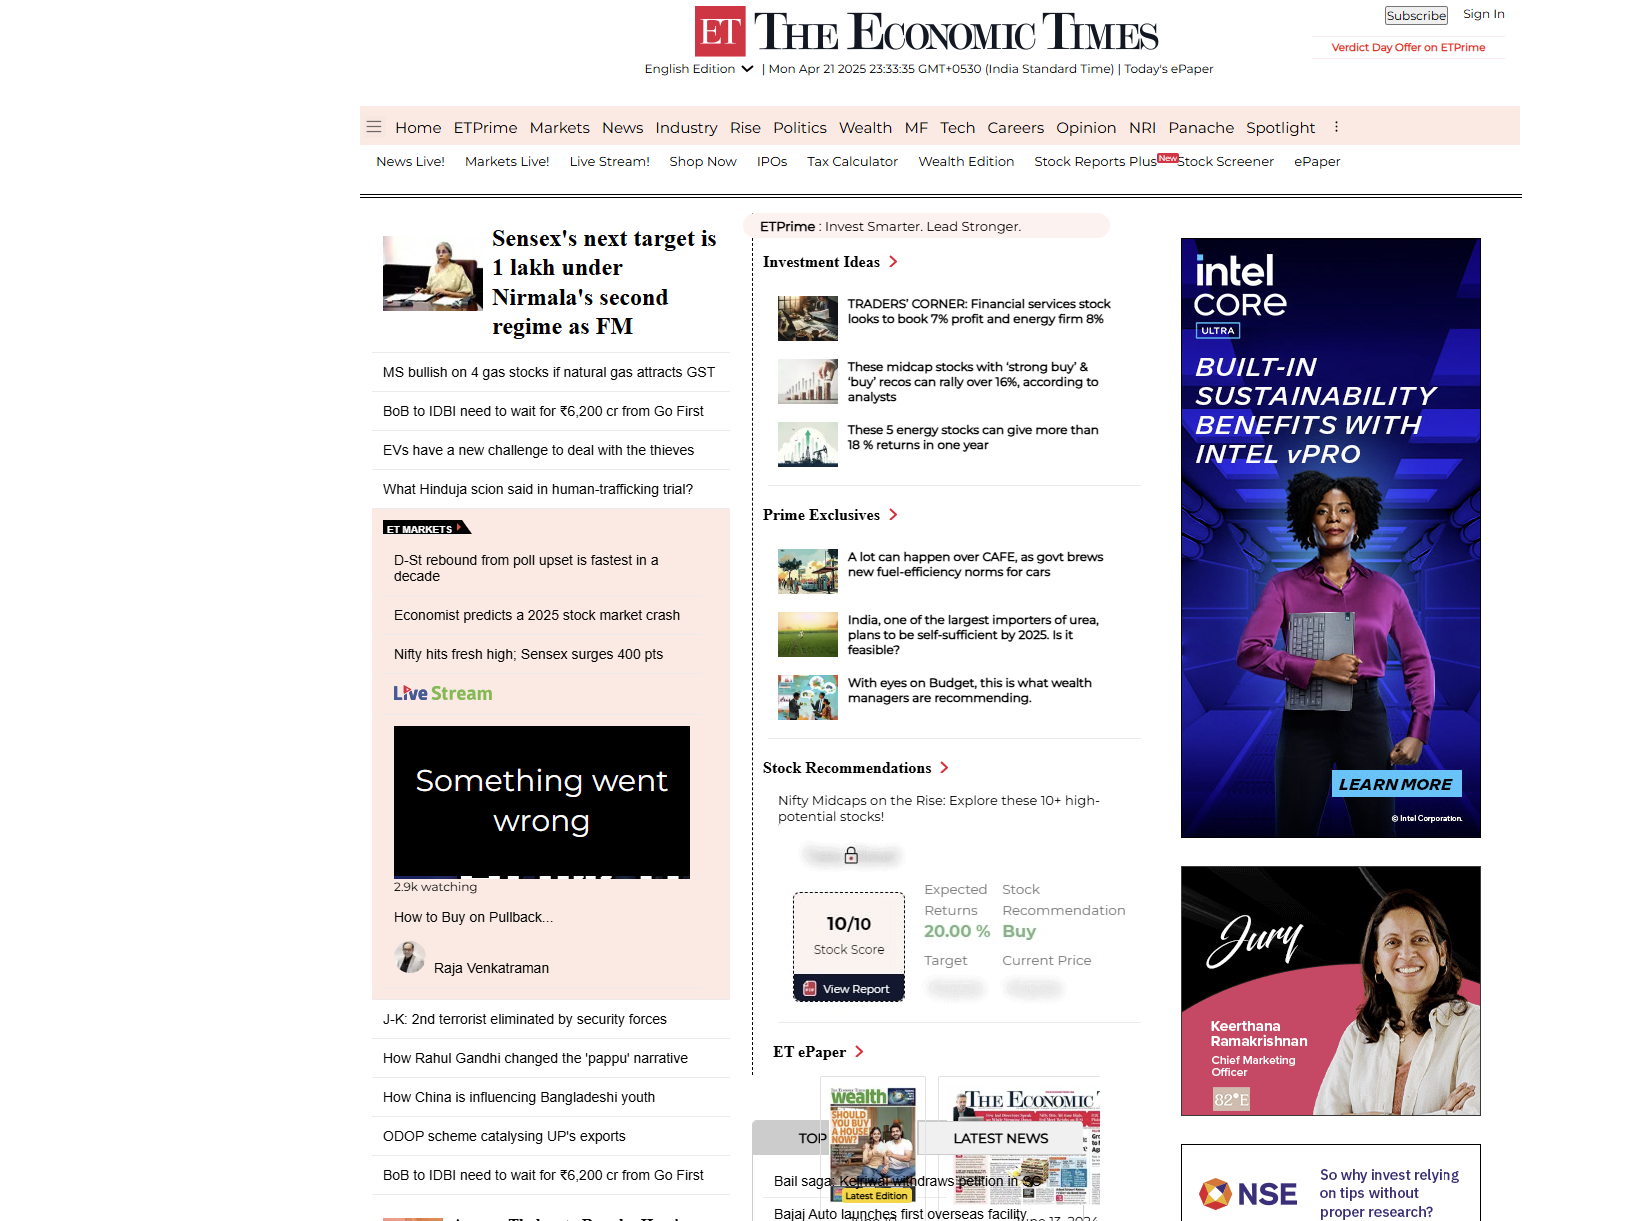 ET THE ECONOMIC TIMES
Subscribe Sign In
Verdict Day Offer on ETPrime
English Edition | Mon Apr 21 2025 23:33:35 GMT+0530 (India Standard Time) | Today's ePaper
Home ETPrime Markets News Industry Rise Politics Wealth MF Tech Careers Opinion NRI Panache Spotlight
News Live! Markets Live! Live Stream! Shop Now IPOs Tax Calculator Wealth Edition Stock Reports Plus New Stock Screener ePaper
Sensex's next target is
1 lakh under
Nirmala's second
regime as FM
MS bullish on 4 gas stocks if natural gas attracts GST
BoB to IDBI need to wait for ₹6,200 cr from Go First
EVs have a new challenge to deal with the thieves
What Hinduja scion said in human-trafficking trial?
ET MARKETS
D-St rebound from poll upset is fastest in a
decade
Economist predicts a 2025 stock market crash
Nifty hits fresh high; Sensex surges 400 pts
Live Stream
Something went
wrong
2.9k watching
How to Buy on Pullback...
Raja Venkatraman
J-K: 2nd terrorist eliminated by security forces
How Rahul Gandhi changed the 'pappu' narrative
How China is influencing Bangladeshi youth
ODOP scheme catalysing UP's exports
BoB to IDBI need to wait for ₹6,200 cr from Go First
ETPrime : Invest Smarter. Lead Stronger.
Investment Ideas
TRADERS' CORNER: Financial services stock
looks to book 7% profit and energy firm 8%
These midcap stocks with 'strong buy' &
'buy' recos can rally over 16%, according to
analysts
These 5 energy stocks can give more than
18 % returns in one year
Prime Exclusives
A lot can happen over CAFE, as govt brews
new fuel-efficiency norms for cars
India, one of the largest importers of urea,
plans to be self-sufficient by 2025. Is it
feasible?
With eyes on Budget, this is what wealth
managers are recommending.
Stock Recommendations
Nifty Midcaps on the Rise: Explore these 10+ high-
potential stocks!
10/10
Stock Score
View Report
Expected
Returns
20.00 %
Stock
Recommendation
Buy
Target
Current Price
ET ePaper
wealth
SHOULD
YOU BUY
A HOUSE
NOW?
Latest Edition
THE ECONOMIC T
TOP
LATEST NEWS
Bail saga: Kejriwal withdraws petition in SC
Bajaj Auto launches first overseas facility
intel
CORE
ULTRA
BUILT-IN
SUSTAINABILITY
BENEFITS WITH
INTEL vPRO
LEARN MORE
© Intel Corporation.
Jury
Keerthana
Ramakrishnan
Chief Marketing
Officer
82°E
NSE
So why invest relying
on tips without
proper research?